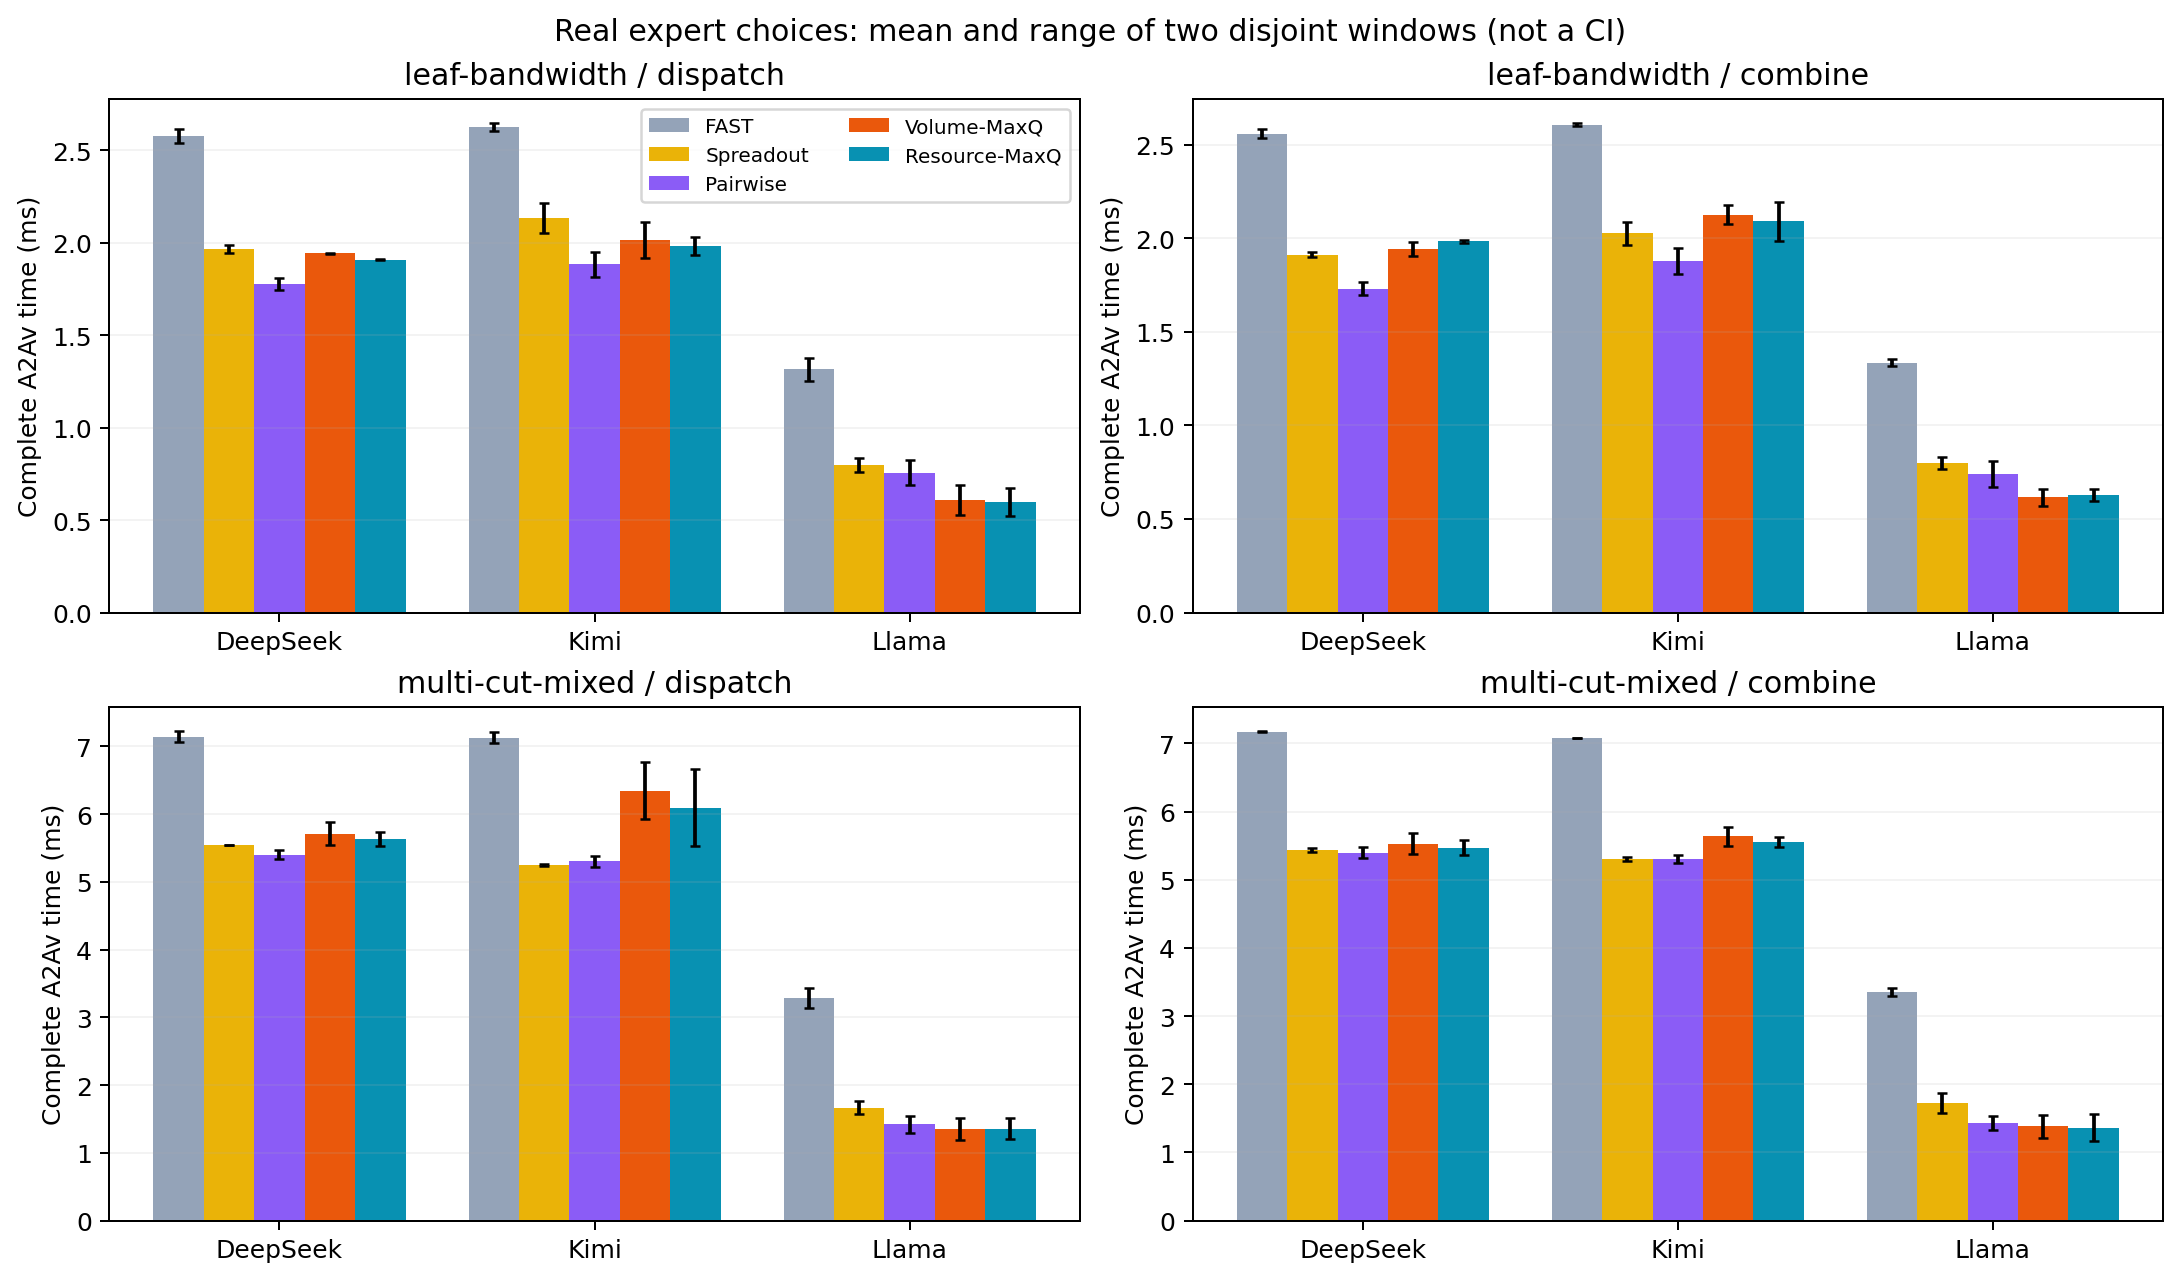 Real expert choices: mean and range of two disjoint windows (not a CI)
leaf-bandwidth / dispatch
Complete A2Av time (ms)
2.5
2.0
1.5
1.0
0.5
0.0
FAST
Spreadout
Pairwise
Volume-MaxQ
Resource-MaxQ
DeepSeek
Kimi
Llama
leaf-bandwidth / combine
Complete A2Av time (ms)
2.5
2.0
1.5
1.0
0.5
0.0
DeepSeek
Kimi
Llama
multi-cut-mixed / dispatch
Complete A2Av time (ms)
7
6
5
4
3
2
1
0
DeepSeek
Kimi
Llama
multi-cut-mixed / combine
Complete A2Av time (ms)
7
6
5
4
3
2
1
0
DeepSeek
Kimi
Llama